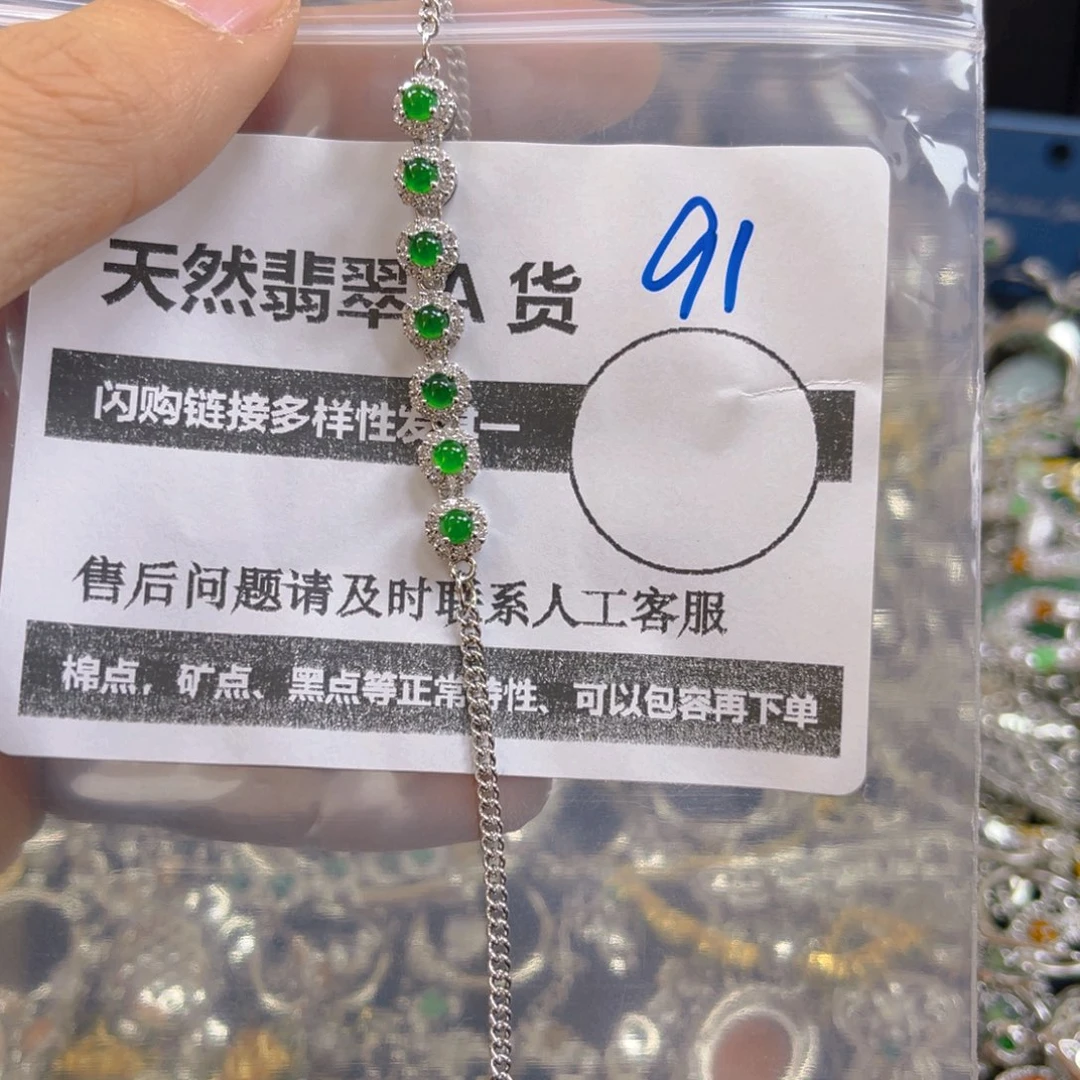 天然翡翠A货 91
闪购链接多样性发其一
售后问题请及时联系人工客服
棉点，矿点、黑点等正常特性、可以包容再下单